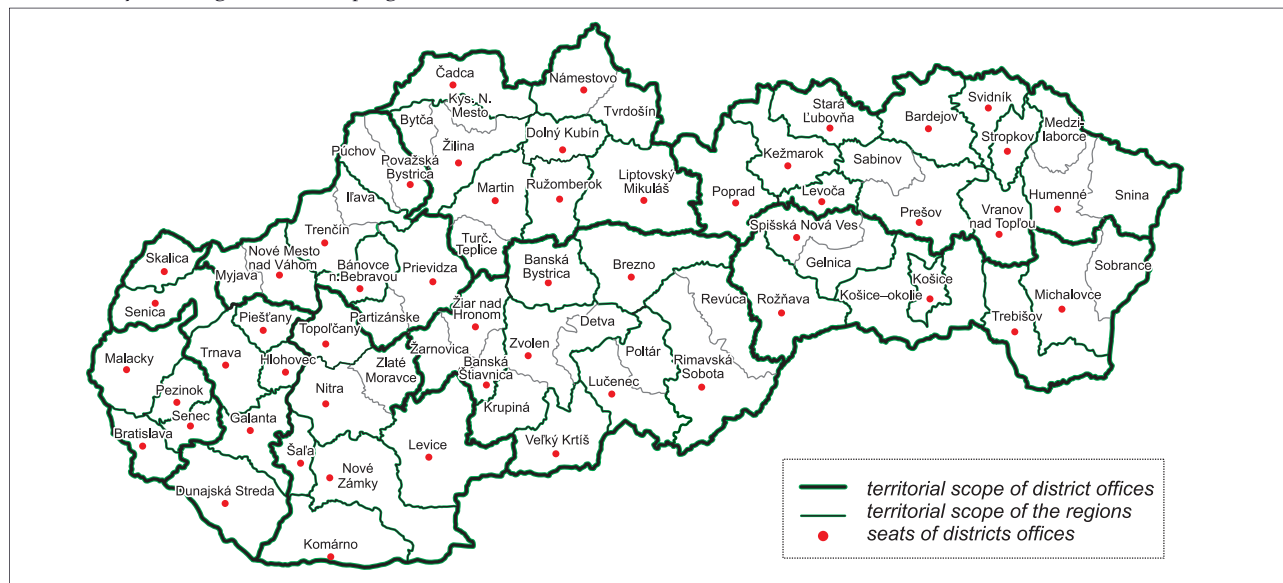 Čadca
Kys. N.
Mesto
Námestovo
Tvrdošín
Bytča
Dolný Kubín
Žilina
Púchov
Považská
Bystrica
Martin
Ružomberok
Liptovský
Mikuláš
Ilava
Stará
Ľubovňa
Bardejov
Svidník
Stropkov
Medzi-
laborce
Kežmarok
Sabinov
Poprad
Levoča
Prešov
Vranov
nad Topľou
Humenné
Snina
Trenčín
Turč.
Teplice
Spišská Nová Ves
Gelnica
Sobrance
Skalica
Nové Mesto
nad Váhom
Myjava
Bánovce
n.Bebravou
Prievidza
Banská
Bystrica
Brezno
Revúca
Rožňava
Košice–okolie
Košice
Michalovce
Trebišov
Senica
Piešťany
Topoľčany
Partizánske
Žiar nad
Hronom
Detva
Malacky
Trnava
Hlohovec
Zlaté
Moravce
Žarnovica
Banská
Štiavnica
Zvolen
Poltár
Rimavská
Sobota
Pezinok
Nitra
Lučenec
Senec
Galanta
Krupiná
Bratislava
Šaľa
Levice
Veľký Krtíš
Nové
Zámky
Dunajská Streda
Komárno
territorial scope of district offices
territorial scope of the regions
seats of districts offices